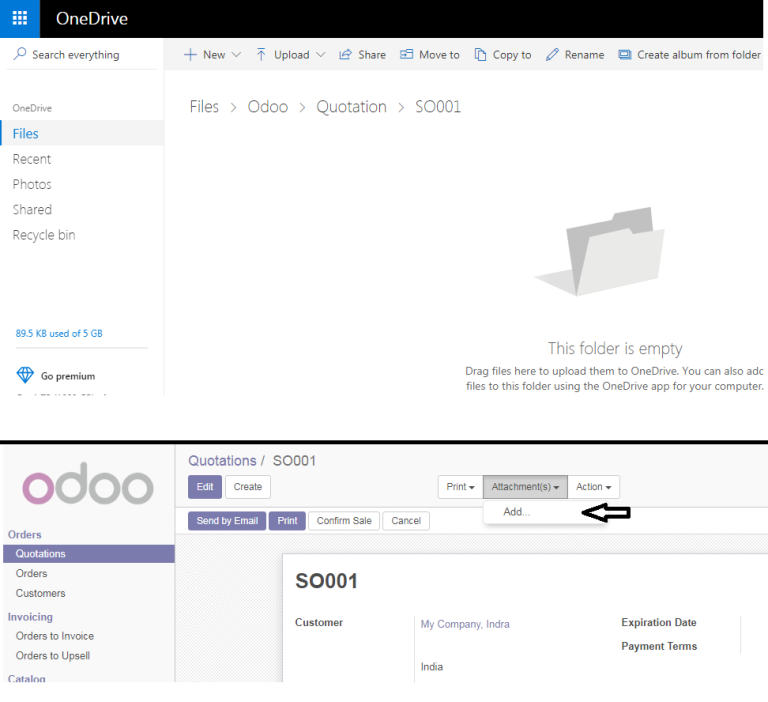 OneDrive
Search everything
New Upload Share Move to Copy to Rename Create album from folder
OneDrive
Files > Odoo > Quotation > SO001
Files
Recent
Photos
Shared
Recycle bin
89.5 KB used of 5 GB
Go premium
This folder is empty
Drag files here to upload them to OneDrive. You can also add
files to this folder using the OneDrive app for your computer.
odoo
Quotations / SO001
Edit Create Print Attachment(s) Action
Add...
Send by Email Print Confirm Sale Cancel
Orders
Quotations
Orders
Customers
Invoicing
Orders to Invoice
Orders to Upsell
Catalog
SO001
Customer My Company, Indra Expiration Date
Payment Terms
India